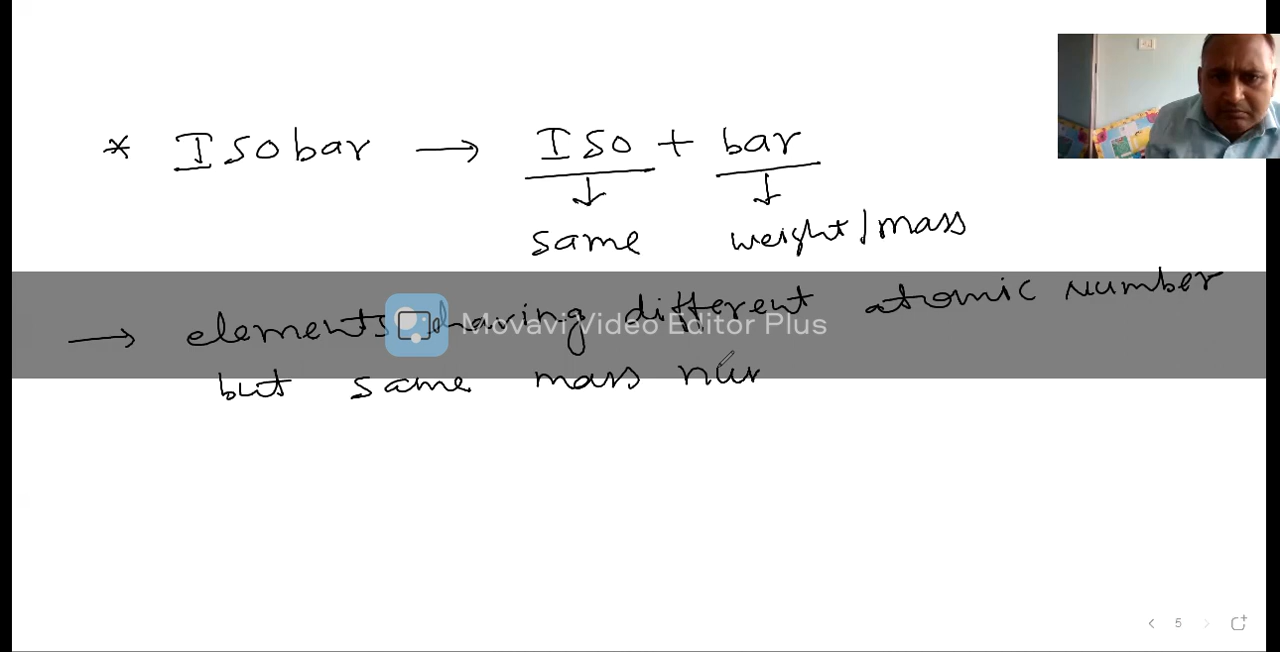 * Isobar → Iso + bar
↓ ↓
same weight/mass
→ elements having different atomic number
Movavi Video Editor Plus
but same mass
5